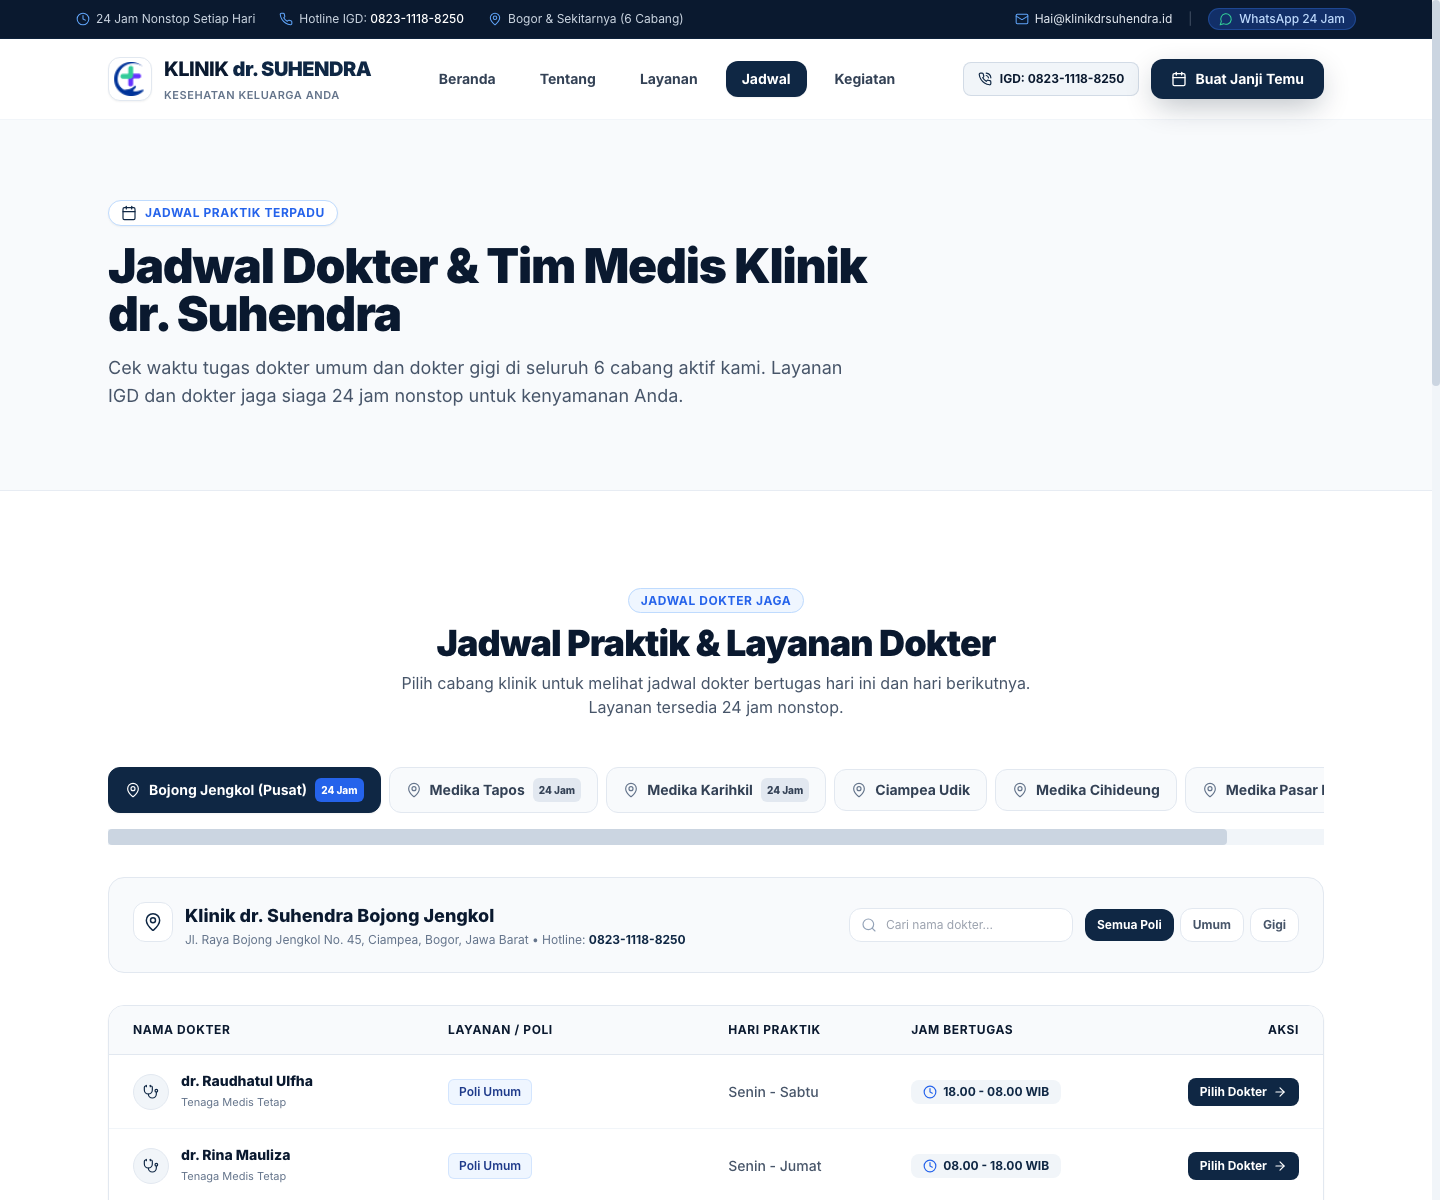 24 Jam Nonstop Setiap Hari
Hotline IGD: 0823-1118-8250
Bogor & Sekitarnya (6 Cabang)
Hai@klinikdrsuhendra.id
WhatsApp 24 Jam
KLINIK dr. SUHENDRA
KESEHATAN KELUARGA ANDA
Beranda
Tentang
Layanan
Jadwal
Kegiatan
IGD: 0823-1118-8250
Buat Janji Temu
JADWAL PRAKTIK TERPADU
Jadwal Dokter & Tim Medis Klinik
dr. Suhendra
Cek waktu tugas dokter umum dan dokter gigi di seluruh 6 cabang aktif kami. Layanan
IGD dan dokter jaga siaga 24 jam nonstop untuk kenyamanan Anda.
JADWAL DOKTER JAGA
Jadwal Praktik & Layanan Dokter
Pilih cabang klinik untuk melihat jadwal dokter bertugas hari ini dan hari berikutnya.
Layanan tersedia 24 jam nonstop.
Bojong Jengkol (Pusat) 24 Jam
Medika Tapos 24 Jam
Medika Karihkil 24 Jam
Ciampea Udik
Medika Cihideung
Medika Pasar
Klinik dr. Suhendra Bojong Jengkol
Jl. Raya Bojong Jengkol No. 45, Ciampea, Bogor, Jawa Barat • Hotline: 0823-1118-8250
Cari nama dokter...
Semua Poli
Umum
Gigi
NAMA DOKTER
LAYANAN / POLI
HARI PRAKTIK
JAM BERTUGAS
AKSI
dr. Raudhatul Ulfha
Tenaga Medis Tetap
Poli Umum
Senin - Sabtu
18.00 - 08.00 WIB
Pilih Dokter
dr. Rina Mauliza
Tenaga Medis Tetap
Poli Umum
Senin - Jumat
08.00 - 18.00 WIB
Pilih Dokter